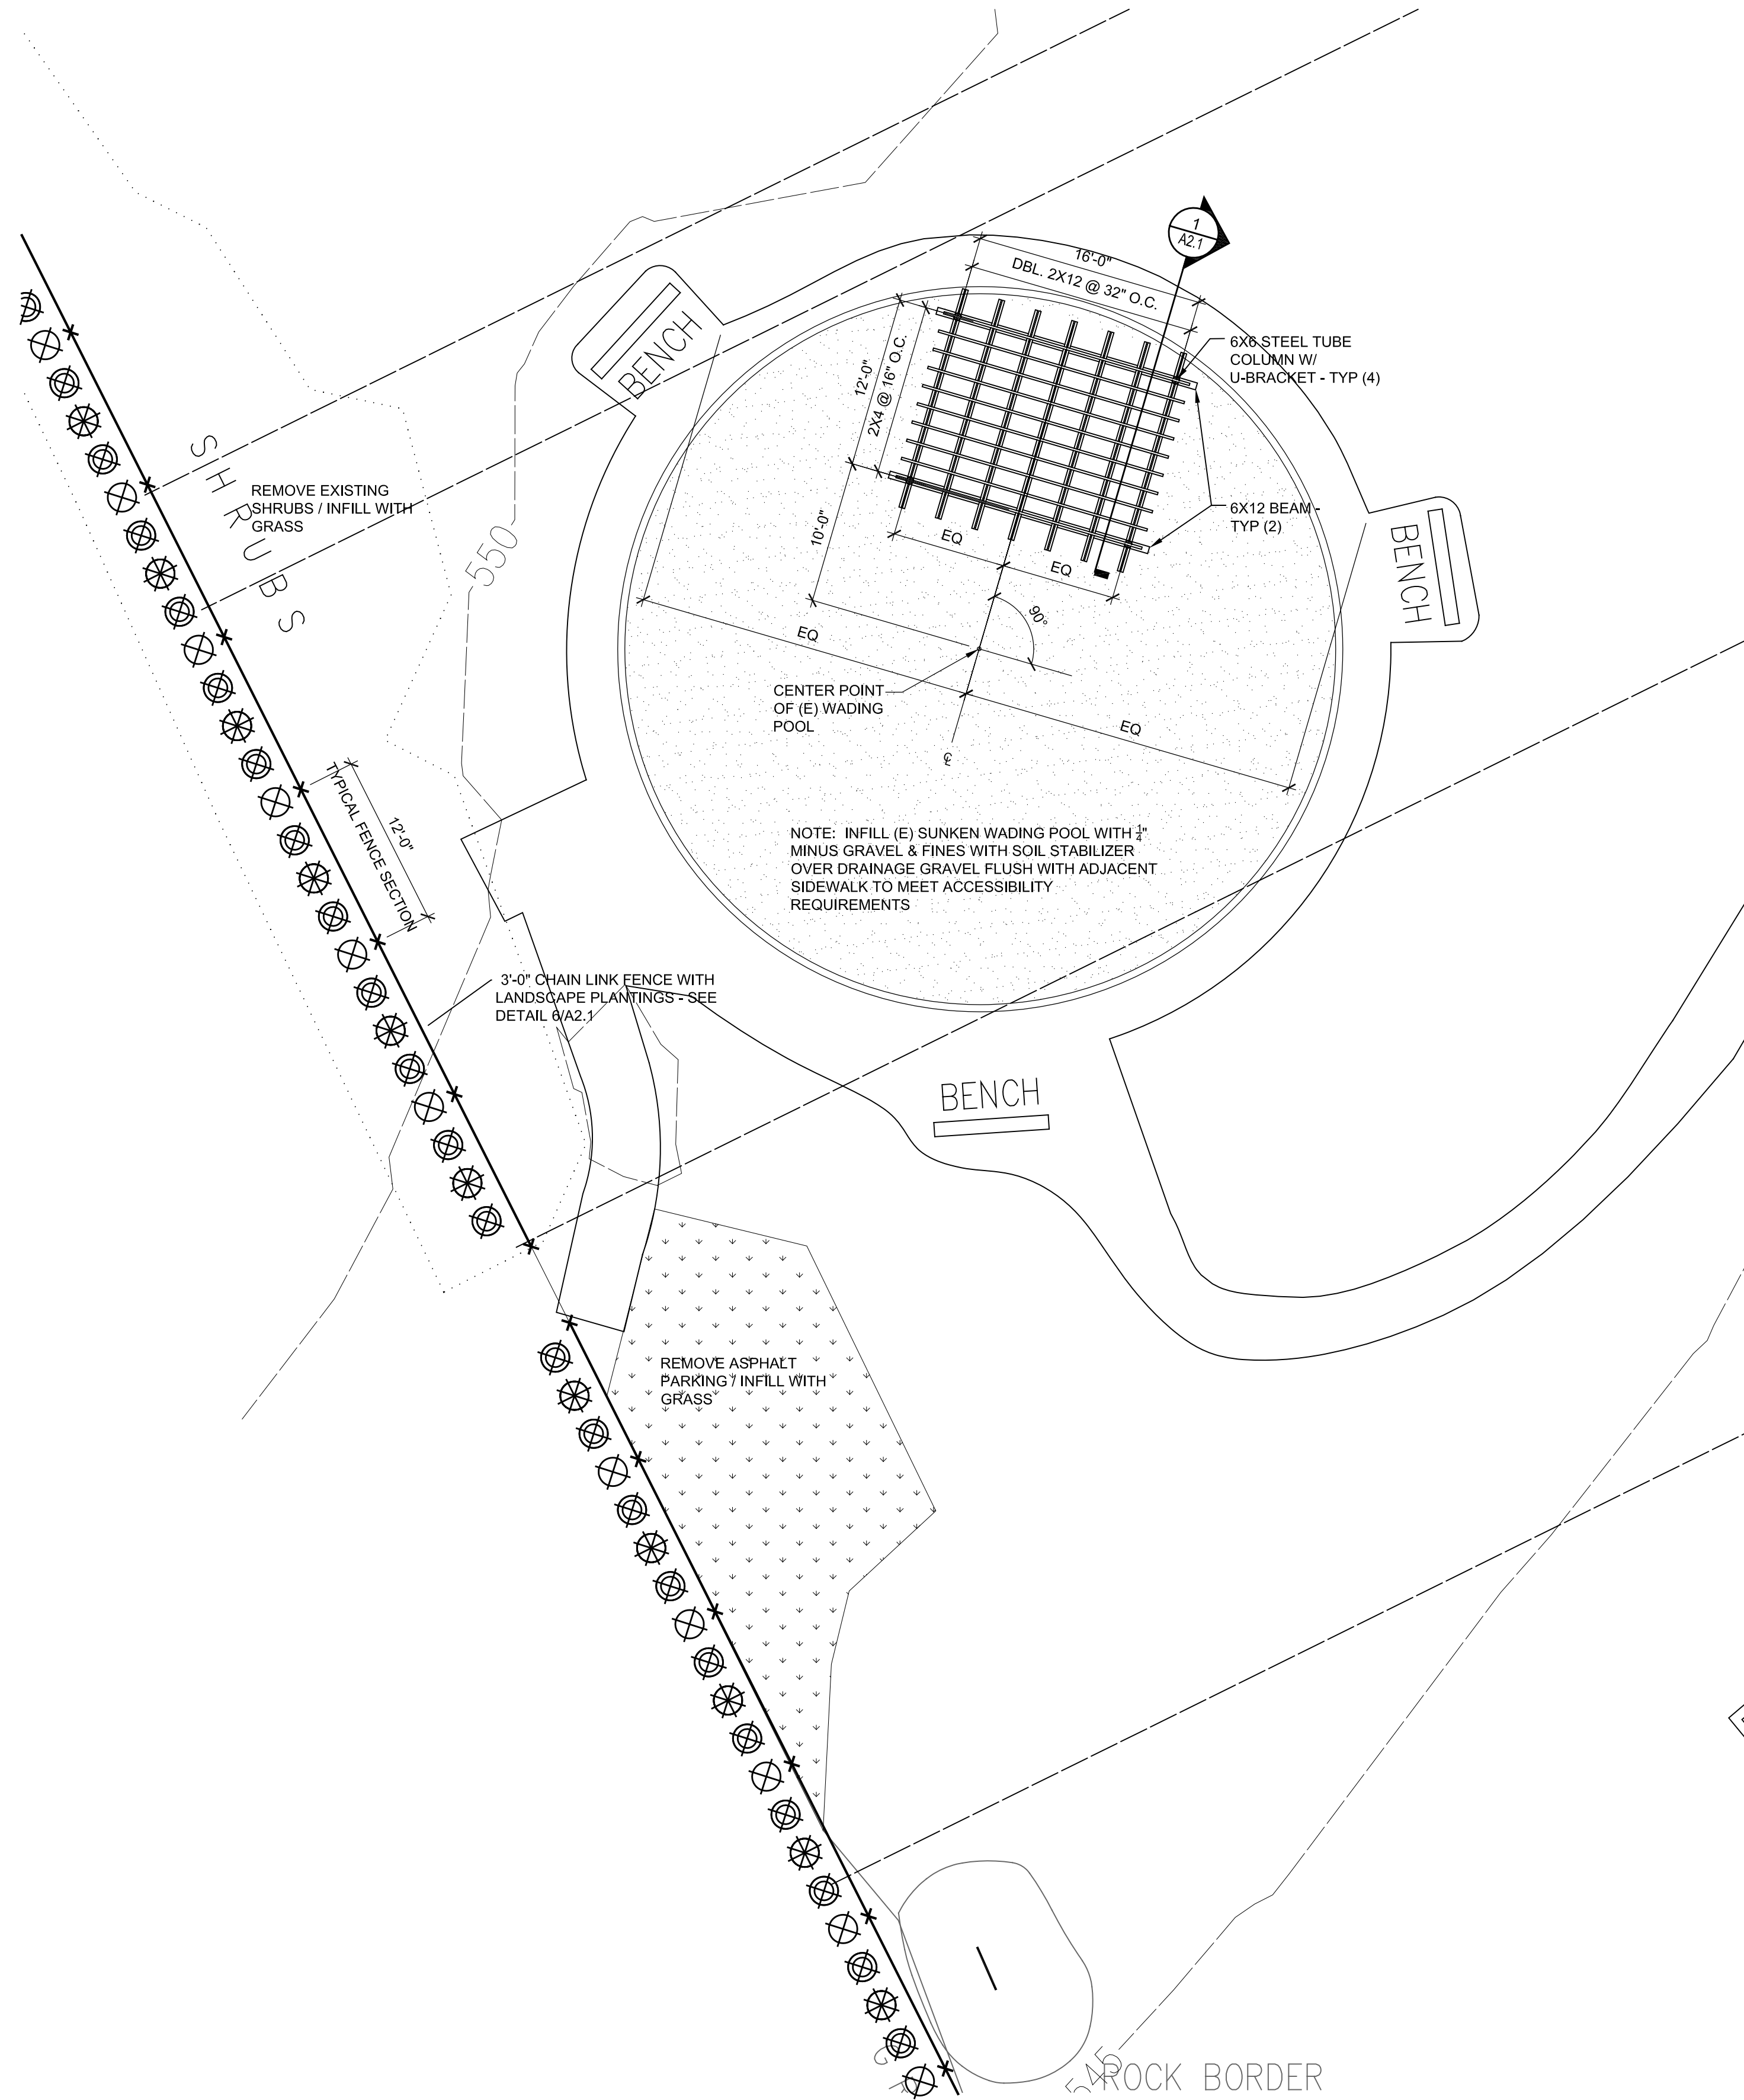 1
A2.1
16'-0"
DBL. 2X12 @ 32" O.C.
6X6 STEEL TUBE
COLUMN W/
U-BRACKET - TYP (4)
BENCH
12'-0"
2X4 @ 16" O.C.
SHRUBS
REMOVE EXISTING
SHRUBS / INFILL WITH
GRASS
550
6X12 BEAM -
TYP (2)
BENCH
10'-0"
EQ
EQ
90°
EQ
EQ
CENTER POINT
OF (E) WADING
POOL
℄
TYPICAL FENCE SECTION
12'-0"
NOTE: INFILL (E) SUNKEN WADING POOL WITH 1/4"
MINUS GRAVEL & FINES WITH SOIL STABILIZER
OVER DRAINAGE GRAVEL FLUSH WITH ADJACENT
SIDEWALK TO MEET ACCESSIBILITY
REQUIREMENTS
3'-0" CHAIN LINK FENCE WITH
LANDSCAPE PLANTINGS - SEE
DETAIL 6/A2.1
BENCH
REMOVE ASPHALT
PARKING / INFILL WITH
GRASS
545
ROCK BORDER